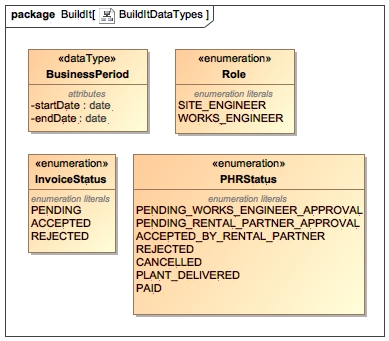 package BuildIt[ BuildItDataTypes ]
«dataType»
BusinessPeriod
attributes
-startDate : date
-endDate : date
«enumeration»
Role
enumeration literals
SITE_ENGINEER
WORKS_ENGINEER
«enumeration»
InvoiceStatus
enumeration literals
PENDING
ACCEPTED
REJECTED
«enumeration»
PHRStatus
enumeration literals
PENDING_WORKS_ENGINEER_APPROVAL
PENDING_RENTAL_PARTNER_APPROVAL
ACCEPTED_BY_RENTAL_PARTNER
REJECTED
CANCELLED
PLANT_DELIVERED
PAID